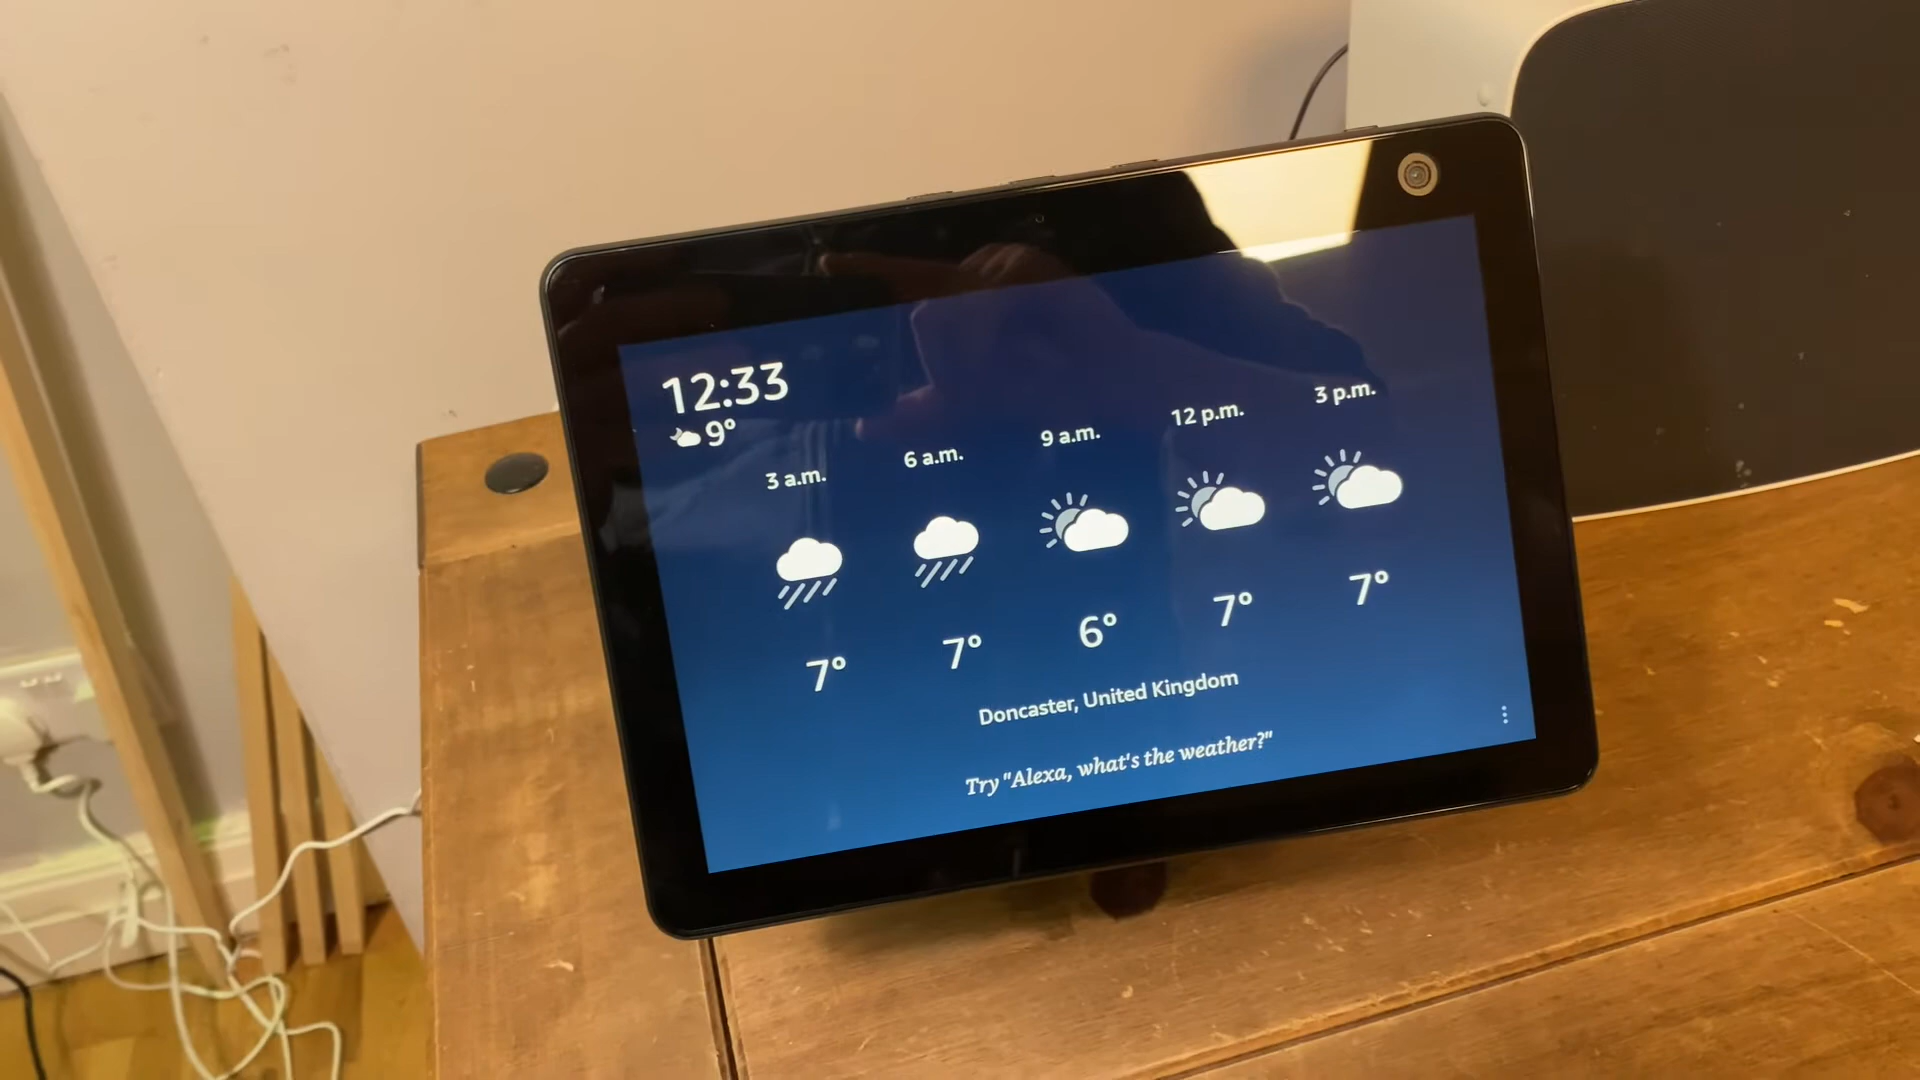 12:33
9°
3 a.m. 6 a.m. 9 a.m. 12 p.m. 3 p.m.
7° 7° 6° 7° 7°
Doncaster, United Kingdom
Try "Alexa, what's the weather?"